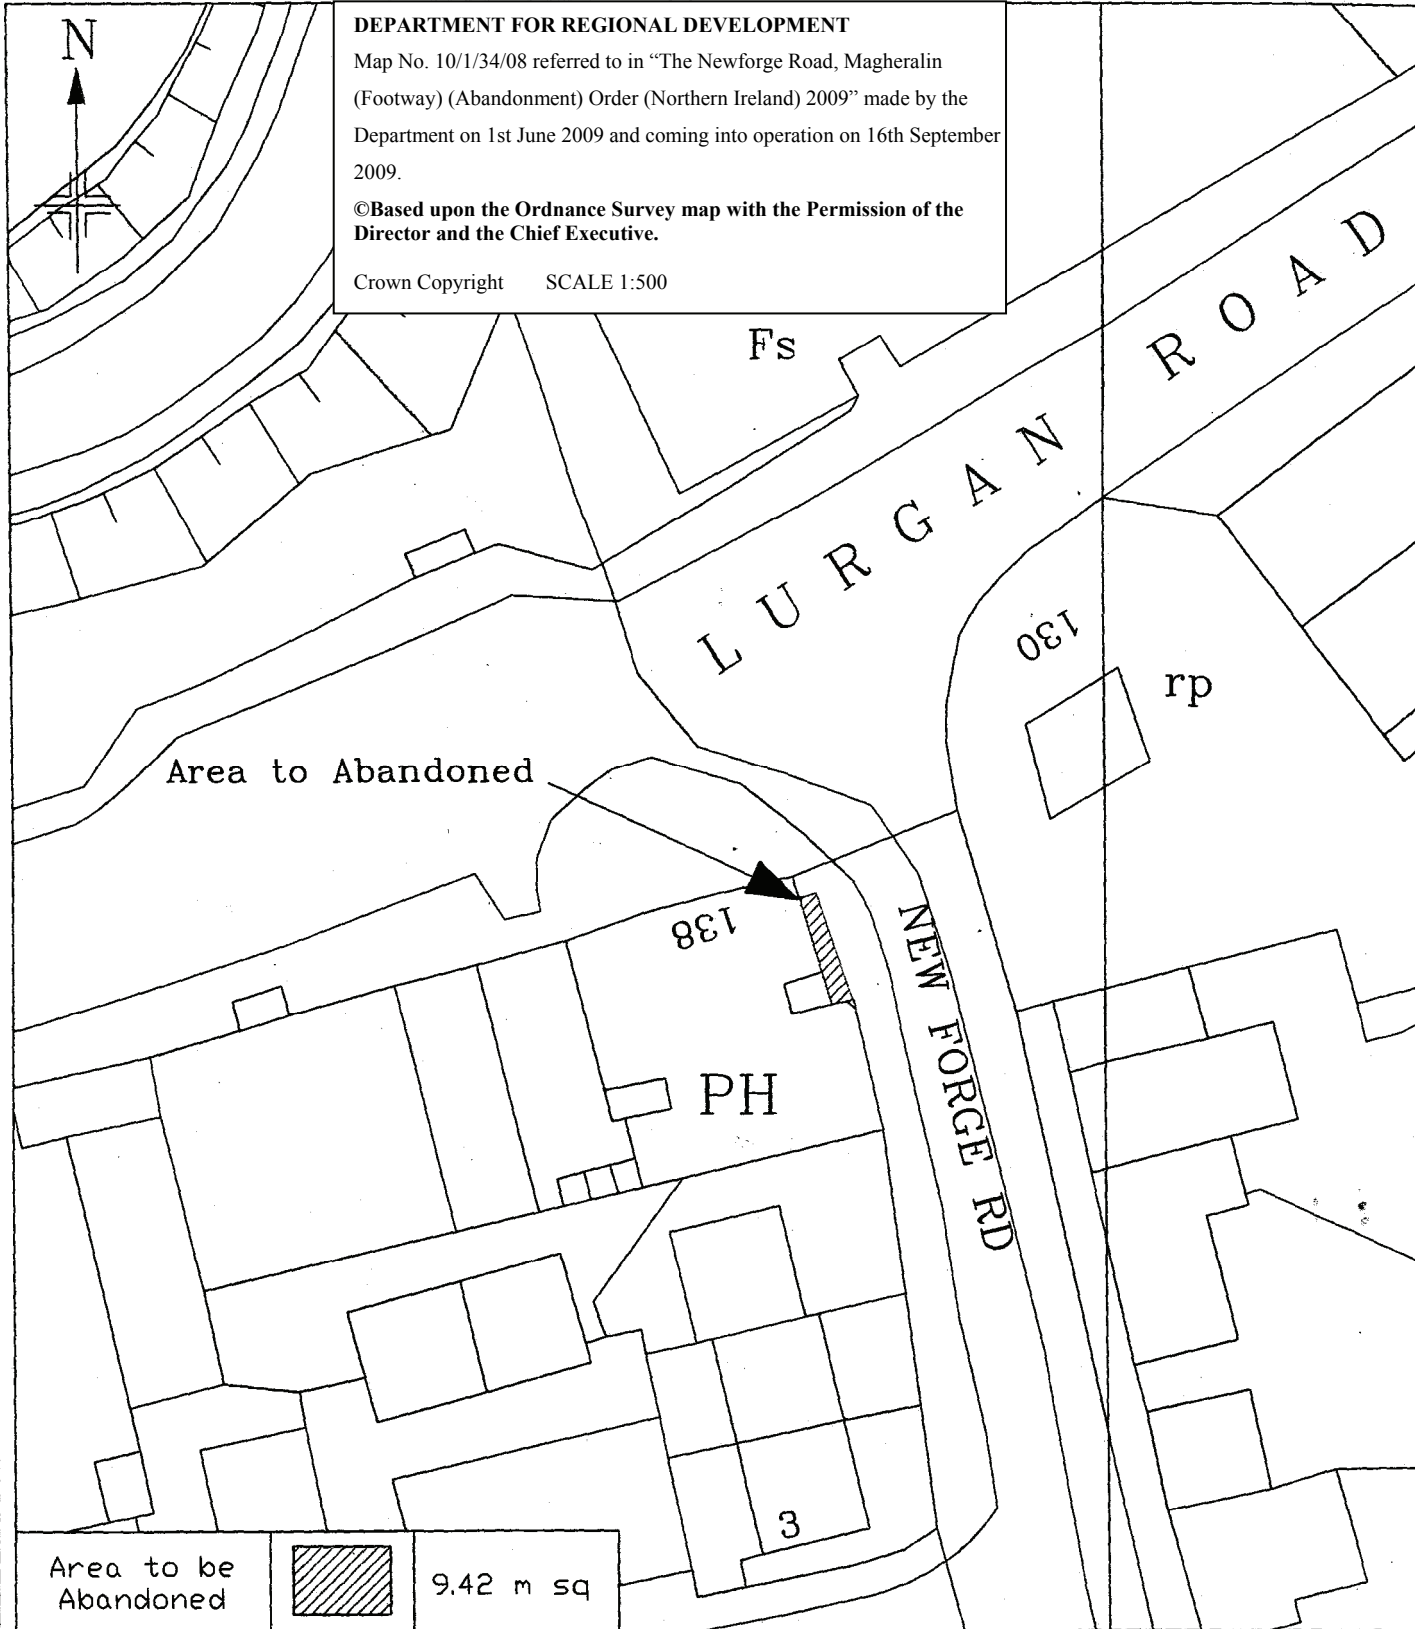 N
DEPARTMENT FOR REGIONAL DEVELOPMENT
Map No. 10/1/34/08 referred to in “The Newforge Road, Magheralin
(Footway) (Abandonment) Order (Northern Ireland) 2009” made by the
Department on 1st June 2009 and coming into operation on 16th September
2009.
©Based upon the Ordnance Survey map with the Permission of the
Director and the Chief Executive.
Crown Copyright SCALE 1:500
Fs
LURGAN ROAD
130
rp
Area to Abandoned
138
NEW FORGE RD
PH
3
Area to be
Abandoned
9.42 m sq